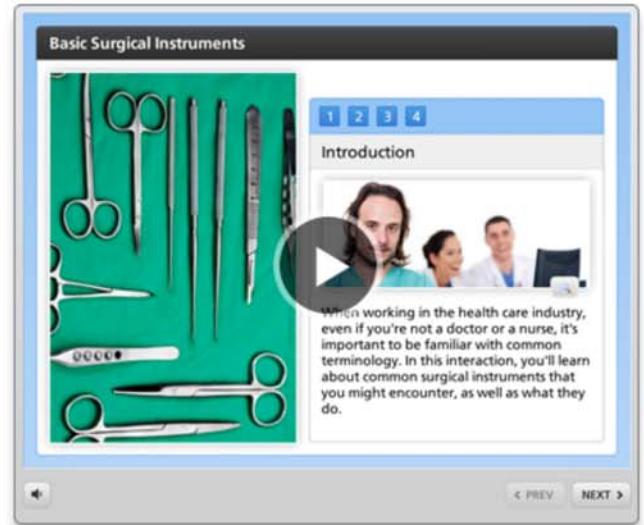 Basic Surgical Instruments
1 2 3 4
Introduction
When working in the health care industry,
even if you're not a doctor or a nurse, it's
important to be familiar with common
terminology. In this interaction, you'll learn
about common surgical instruments that
you might encounter, as well as what they
do.
< PREV NEXT >